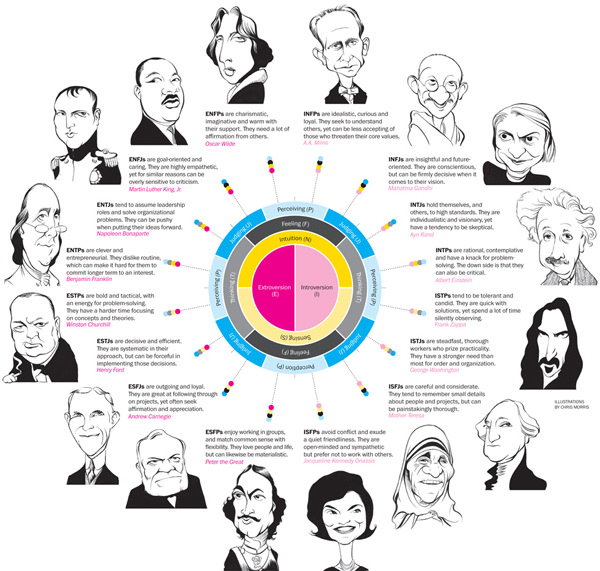 ENFPs are charismatic,
imaginative and warm with
their support. They need a lot of
affirmation from others.
Oscar Wilde
INFPs are idealistic, curious and
loyal. They seek to understand
others, yet can be less accepting of
those who threaten their core values.
A.A. Milne
ENFJs are goal-oriented and
caring. They are highly empathetic,
yet for similar reasons can be
overly sensitive to criticism.
Martin Luther King, Jr.
INFJs are insightful and future-
oriented. They are conscientious,
but can be firmly decisive when it
comes to their vision.
Mahatma Gandhi
ENTJs tend to assume leadership
roles and solve organizational
problems. They can be pushy
when putting their ideas forward.
Napoleon Bonaparte
INTJs hold themselves, and
others, to high standards. They are
individualistic and visionary, yet
have a tendency to be skeptical.
Ayn Rand
ENTPs are clever and
entrepreneurial. They dislike routine,
which can make it hard for them to
commit longer term to an interest.
Benjamin Franklin
INTPs are rational, contemplative
and have a knack for problem-
solving. The down side is that they
can also be critical.
Albert Einstein
ESTPs are bold and tactical, with
an energy for problem-solving.
They have a harder time focusing
on concepts and theories.
Winston Churchill
ISTPs tend to be tolerant and
candid. They are quick with
solutions, yet spend a lot of time
silently observing.
Frank Zappa
ESTJs are decisive and efficient.
They are systematic in their
approach, but can be forceful in
implementing those decisions.
Henry Ford
ISTJs are steadfast, thorough
workers who prize practicality.
They have a stronger need than
most for order and organization.
George Washington
ESFJs are outgoing and loyal.
They are great at following through
on projects, yet often seek
affirmation and appreciation.
Andrew Carnegie
ISFJs are careful and considerate.
They tend to remember small details
about people and projects, but can
be painstakingly thorough.
Mother Teresa
ESFPs enjoy working in groups,
and match common sense with
flexibility. They love people and life,
but can likewise be materialistic.
Peter the Great
ISFPs avoid conflict and exude
a quiet friendliness. They are
open-minded and sympathetic
but prefer not to work with others.
Jacqueline Kennedy Onassis
Perceiving (P)
Feeling (F)
Intuition (N)
Judging (J)
Judging (J)
Thinking (T)
Thinking (T)
Perceiving (P)
Perceiving (P)
Extroversion
(E)
Introversion
(I)
Sensing (S)
Feeling (F)
Perception (P)
Judging (J)
Judging (J)
ILLUSTRATIONS
BY CHRIS MORRIS